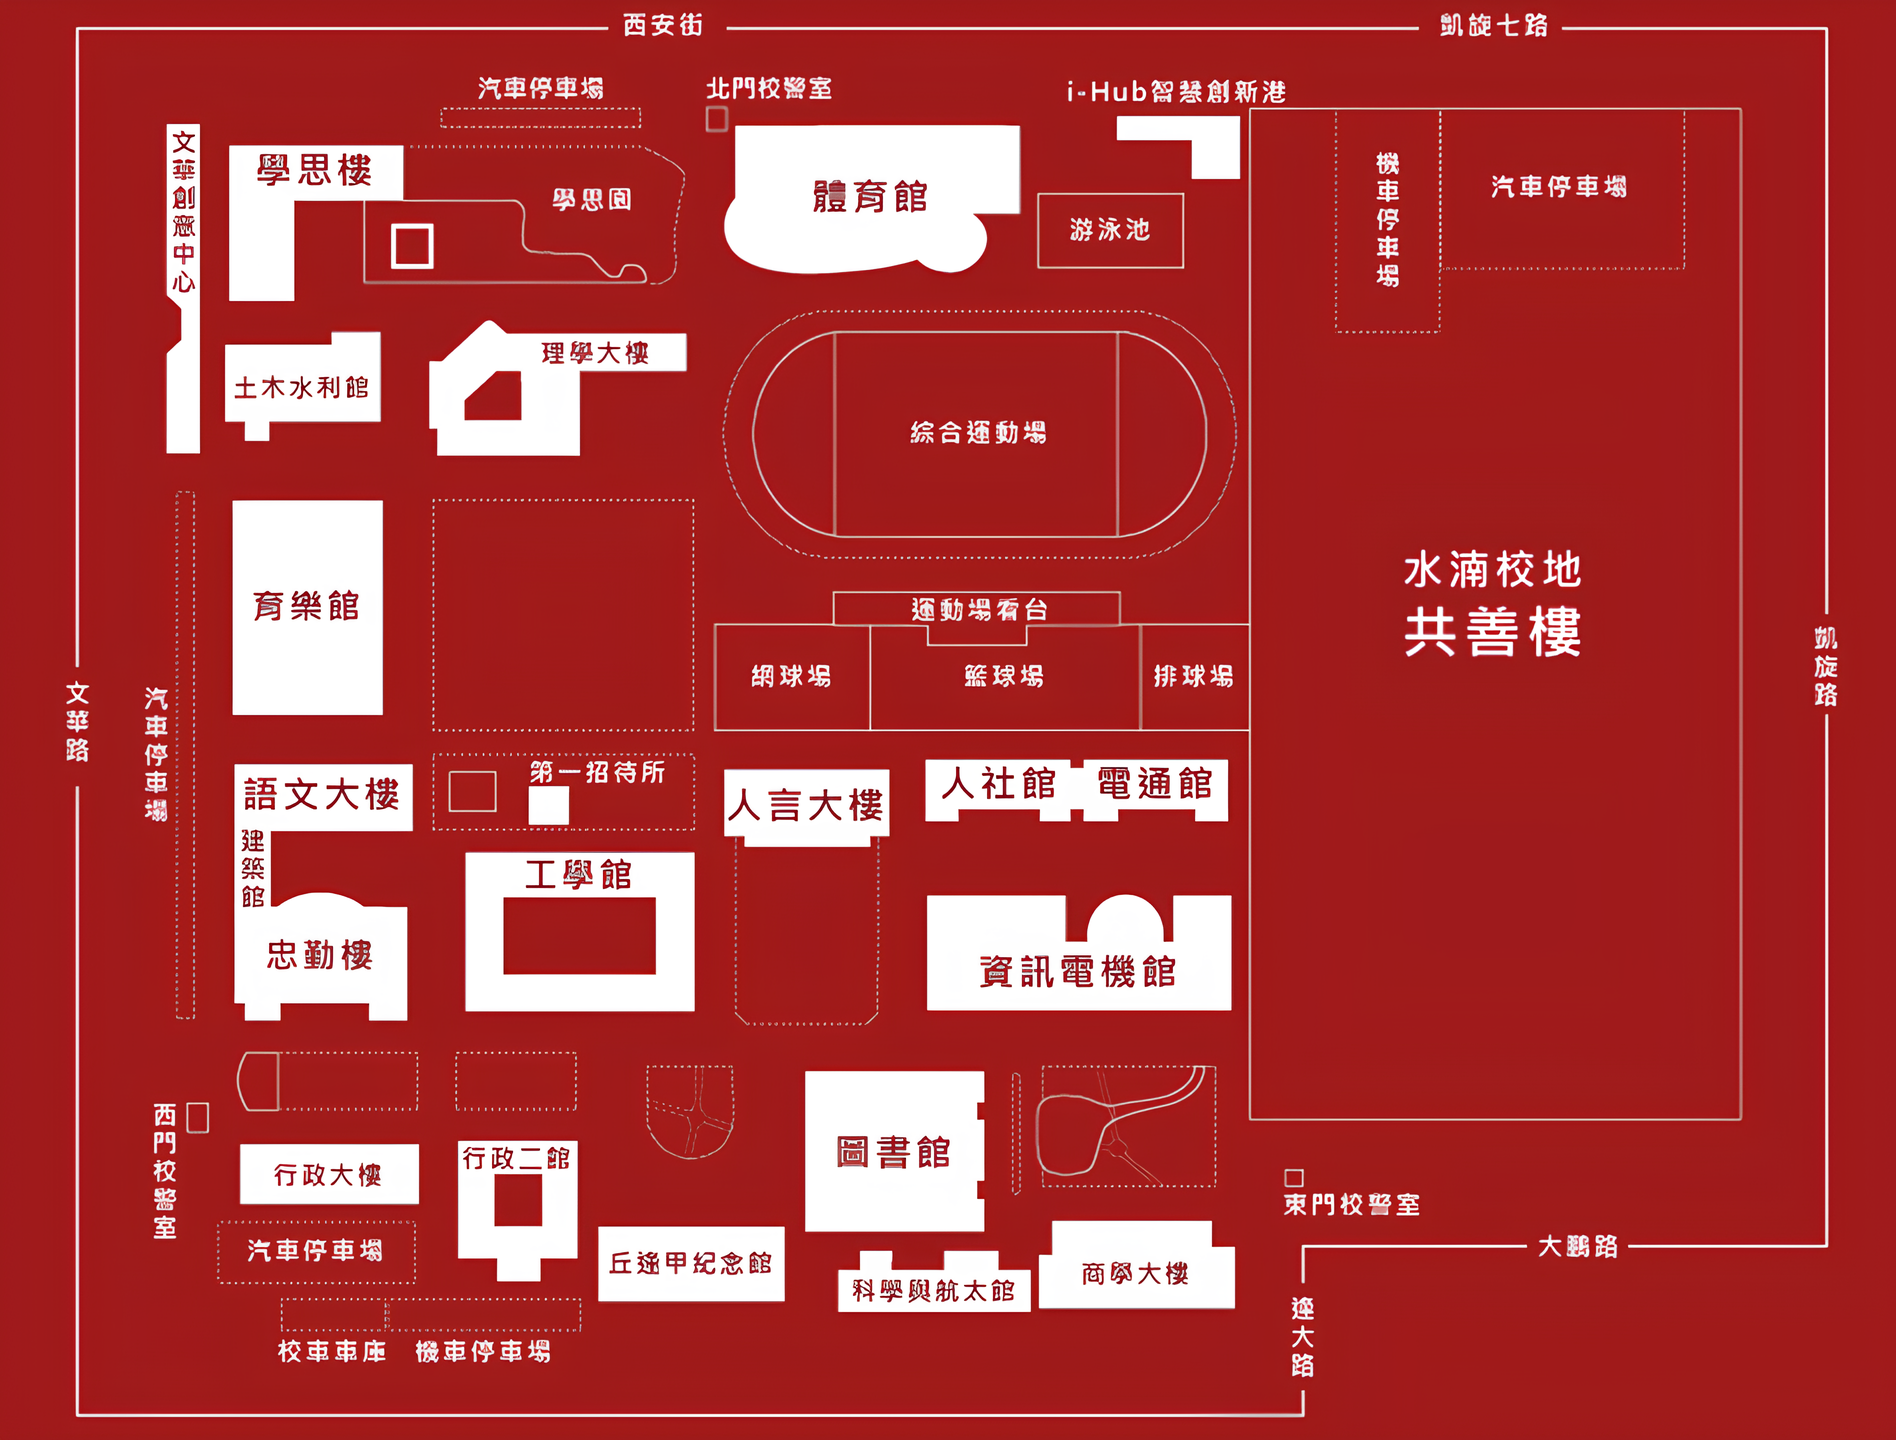 西安街
凱旋七路
汽車停車場
北門校警室
i-Hub智慧創新港
文華創意中心
學思樓
學思園
體育館
游泳池
機車停車場
汽車停車場
土木水利館
理學大樓
綜合運動場
育樂館
水湳校地
共善樓
運動場看台
網球場
籃球場
排球場
凱旋路
文華路
汽車停車場
語文大樓
第一招待所
人言大樓
人社館
電通館
建築館
工學館
忠勤樓
資訊電機館
西門校警室
行政大樓
行政二館
圖書館
東門校警室
汽車停車場
丘逢甲紀念館
科學與航太館
商學大樓
大鵬路
逢大路
校車車庫
機車停車場